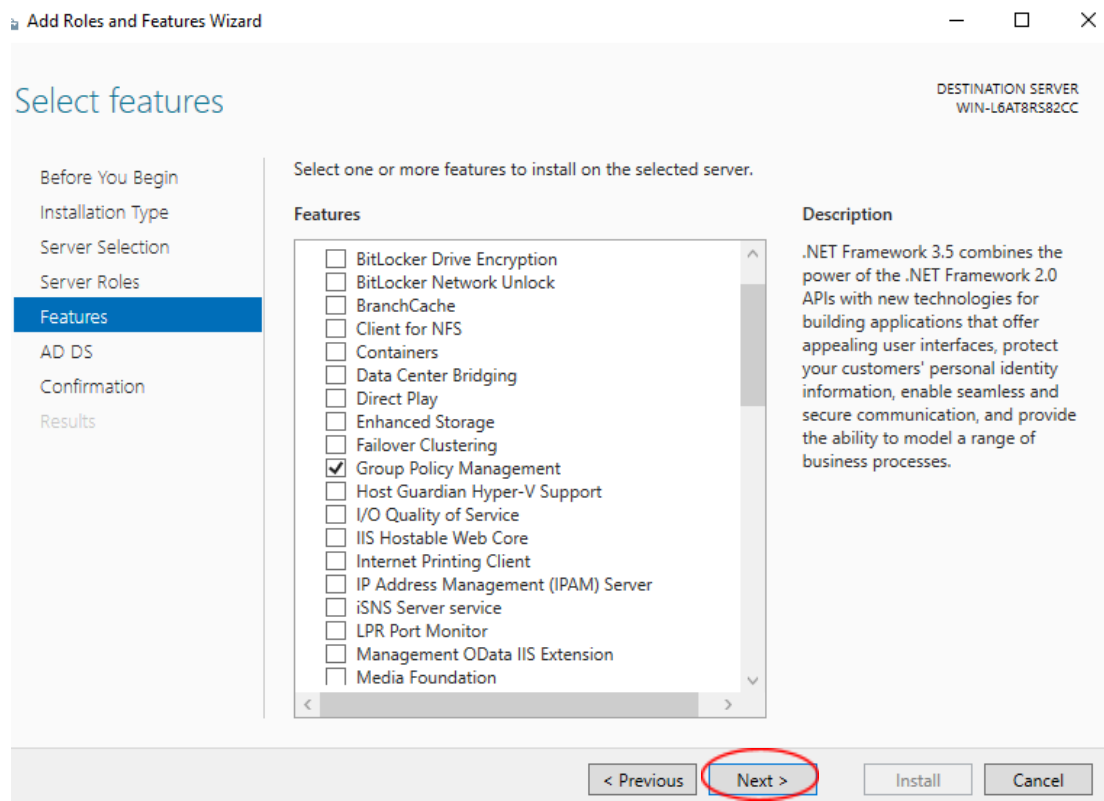 Add Roles and Features Wizard
Select features
DESTINATION SERVER
WIN-L6AT8RS82CC
Before You Begin
Installation Type
Server Selection
Server Roles
Features
AD DS
Confirmation
Results
Select one or more features to install on the selected server.
Features
BitLocker Drive Encryption
BitLocker Network Unlock
BranchCache
Client for NFS
Containers
Data Center Bridging
Direct Play
Enhanced Storage
Failover Clustering
Group Policy Management
Host Guardian Hyper-V Support
I/O Quality of Service
IIS Hostable Web Core
Internet Printing Client
IP Address Management (IPAM) Server
iSNS Server service
LPR Port Monitor
Management OData IIS Extension
Media Foundation
Description
.NET Framework 3.5 combines the
power of the .NET Framework 2.0
APIs with new technologies for
building applications that offer
appealing user interfaces, protect
your customers' personal identity
information, enable seamless and
secure communication, and provide
the ability to model a range of
business processes.
< Previous
Next >
Install
Cancel